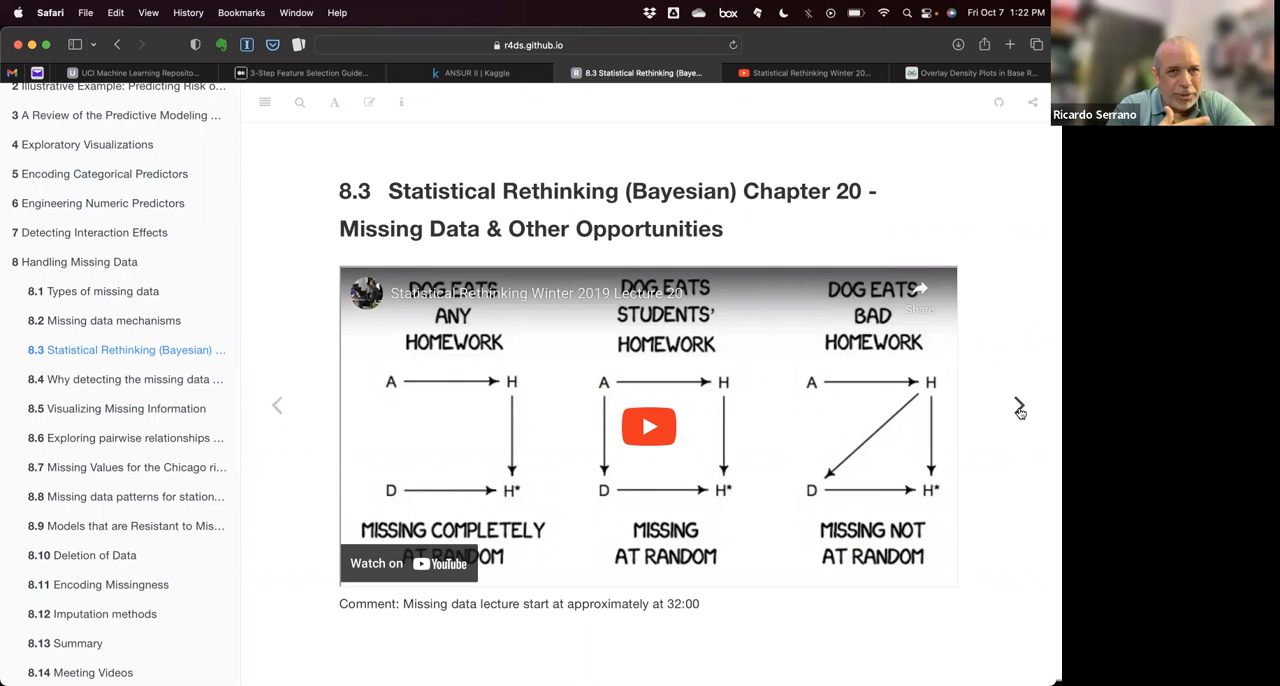 Safari File Edit View History Bookmarks Window Help box Fri Oct 7 1:22 PM
r4ds.github.io
UCI Machine Learning Reposito... 3-Step Feature Selection Guide... ANSUR II | Kaggle 8.3 Statistical Rethinking (Baye... Statistical Rethinking Winter 20... Overlay Density Plots in Base R...
Ricardo Serrano
2 Illustrative Example: Predicting Risk o...
3 A Review of the Predictive Modeling ...
4 Exploratory Visualizations
5 Encoding Categorical Predictors
6 Engineering Numeric Predictors
7 Detecting Interaction Effects
8 Handling Missing Data
8.1 Types of missing data
8.2 Missing data mechanisms
8.3 Statistical Rethinking (Bayesian) ...
8.4 Why detecting the missing data ...
8.5 Visualizing Missing Information
8.6 Exploring pairwise relationships ...
8.7 Missing Values for the Chicago ri...
8.8 Missing data patterns for station...
8.9 Models that are Resistant to Mis...
8.10 Deletion of Data
8.11 Encoding Missingness
8.12 Imputation methods
8.13 Summary
8.14 Meeting Videos
8.3 Statistical Rethinking (Bayesian) Chapter 20 -
Missing Data & Other Opportunities
Statistical Rethinking Winter 2019 Lecture 20
Share
DOG EATS
ANY
HOMEWORK
A H
D H*
MISSING COMPLETELY
AT RANDOM
DOG EATS
STUDENTS'
HOMEWORK
A H
D H*
MISSING
AT RANDOM
DOG EATS
BAD
HOMEWORK
A H
D H*
MISSING NOT
AT RANDOM
Watch on YouTube
Comment: Missing data lecture start at approximately at 32:00